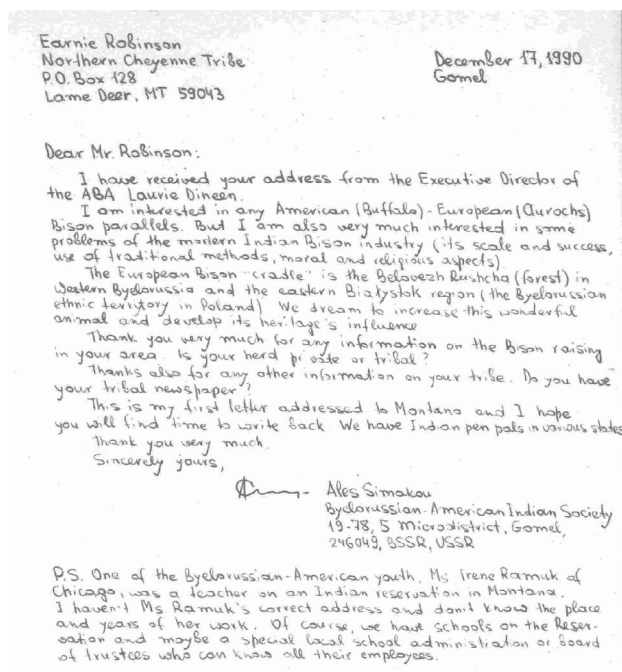 Earnie Robinson
Northern Cheyenne Tribe
P.O. Box 128
Lame Deer, MT 59043
December 17, 1990
Gomel
Dear Mr. Robinson:
I have received your address from the Executive Director of
the ABA Laurie Dineen.
I am interested in any American (Buffalo) - European (Aurochs)
Bison parallels. But I am also very much interested in some
problems of the modern Indian Bison industry (its scale and success,
use of traditional methods, moral and religious aspects).
The European Bison "cradle" is the Belovezh Pushcha (forest) in
Western Byelorussia and the eastern Białystok region (the Byelorussian
ethnic territory in Poland). We dream to increase this wonderful
animal and develop its heritage's influence
Thank you very much for any information on the Bison raising
in your area. Is your herd private or tribal?
Thanks also for any other information on your tribe. Do you have
your tribal newspaper?
This is my first letter addressed to Montana and I hope
you will find time to write back. We have Indian pen pals in various states
Thank you very much.
Sincerely yours,
Ales Simakou
Byelorussian-American Indian Society
19-78, 5 Microdistrict, Gomel,
246049, BSSR, USSR
P.S. One of the Byelorussian-American youth, Ms Irene Ramuk of
Chicago, was a teacher on an Indian reservation in Montana.
I haven't Ms Ramuk's correct address and don't know the place
and years of her work. Of course, we have schools on the Reser-
vation and maybe a special local school administration or board
of trustees who can know all their employees.